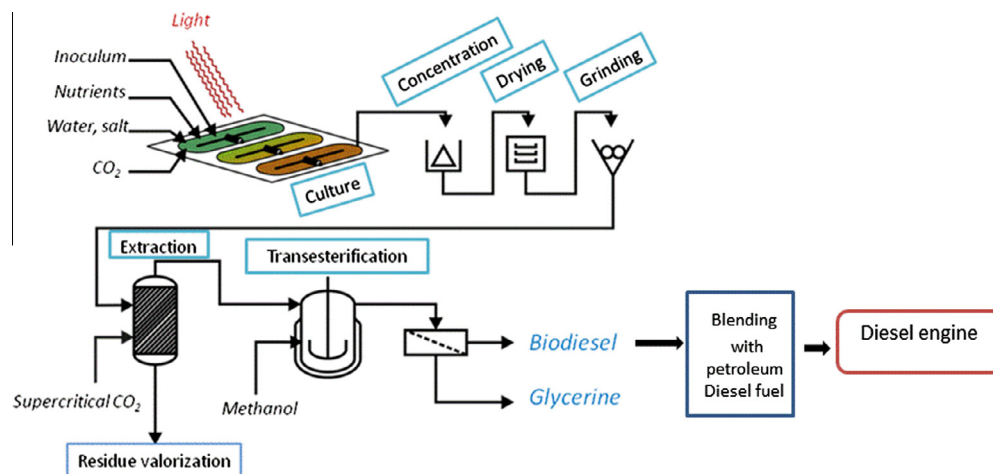 Light
Inoculum
Nutrients
Water, salt
CO₂
Culture
Concentration
Drying
Grinding
Extraction
Transesterification
Supercritical CO₂
Methanol
Residue valorization
Biodiesel
Glycerine
Blending
with
petroleum
Diesel fuel
Diesel engine